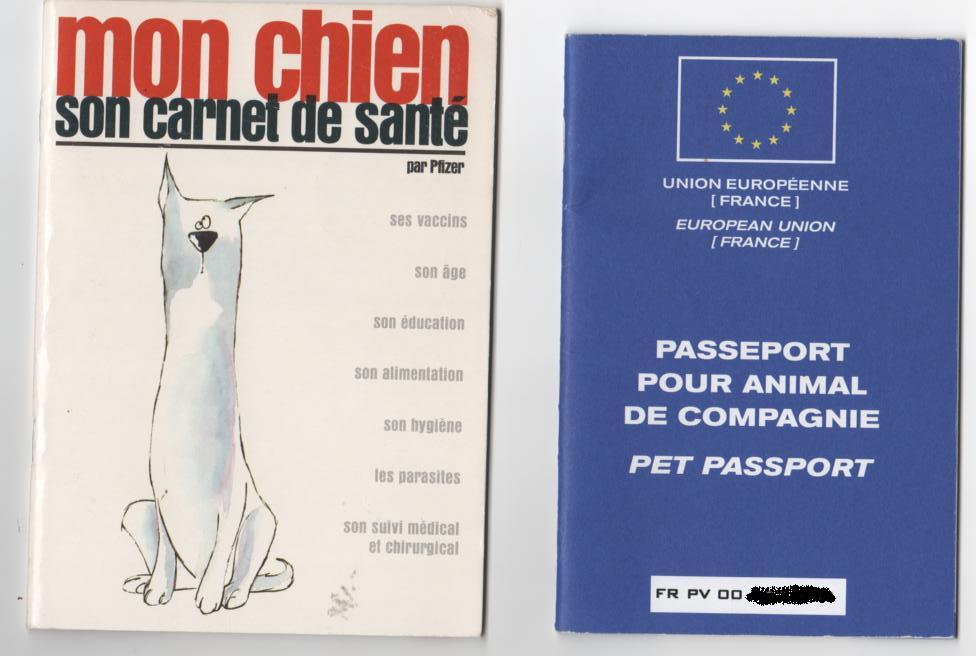 mon chien
son carnet de santé
par Pfizer
ses vaccins
son âge
son éducation
son alimentation
son hygiène
les parasites
son suivi médical
et chirurgical
UNION EUROPÉENNE
[ FRANCE ]
EUROPEAN UNION
[ FRANCE ]
PASSEPORT
POUR ANIMAL
DE COMPAGNIE
PET PASSPORT
FR PV 00